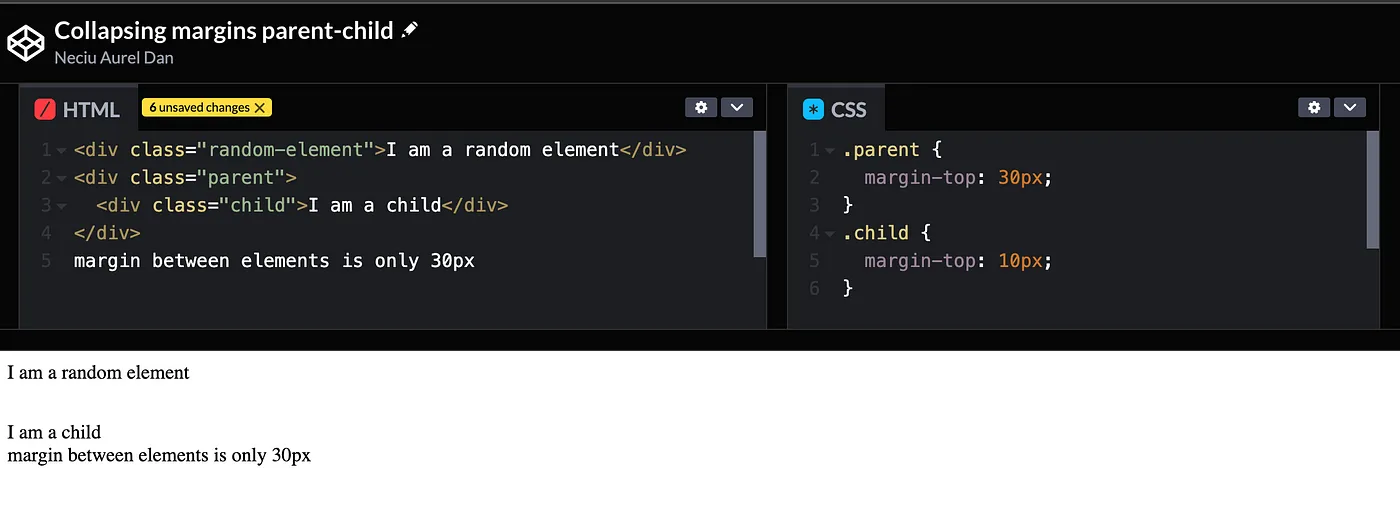 Collapsing margins parent-child
Neciu Aurel Dan
HTML
6 unsaved changes
1 <div class="random-element">I am a random element</div>
2 <div class="parent">
3 <div class="child">I am a child</div>
4 </div>
5 margin between elements is only 30px
CSS
1 .parent {
2 margin-top: 30px;
3 }
4 .child {
5 margin-top: 10px;
6 }
I am a random element
I am a child
margin between elements is only 30px